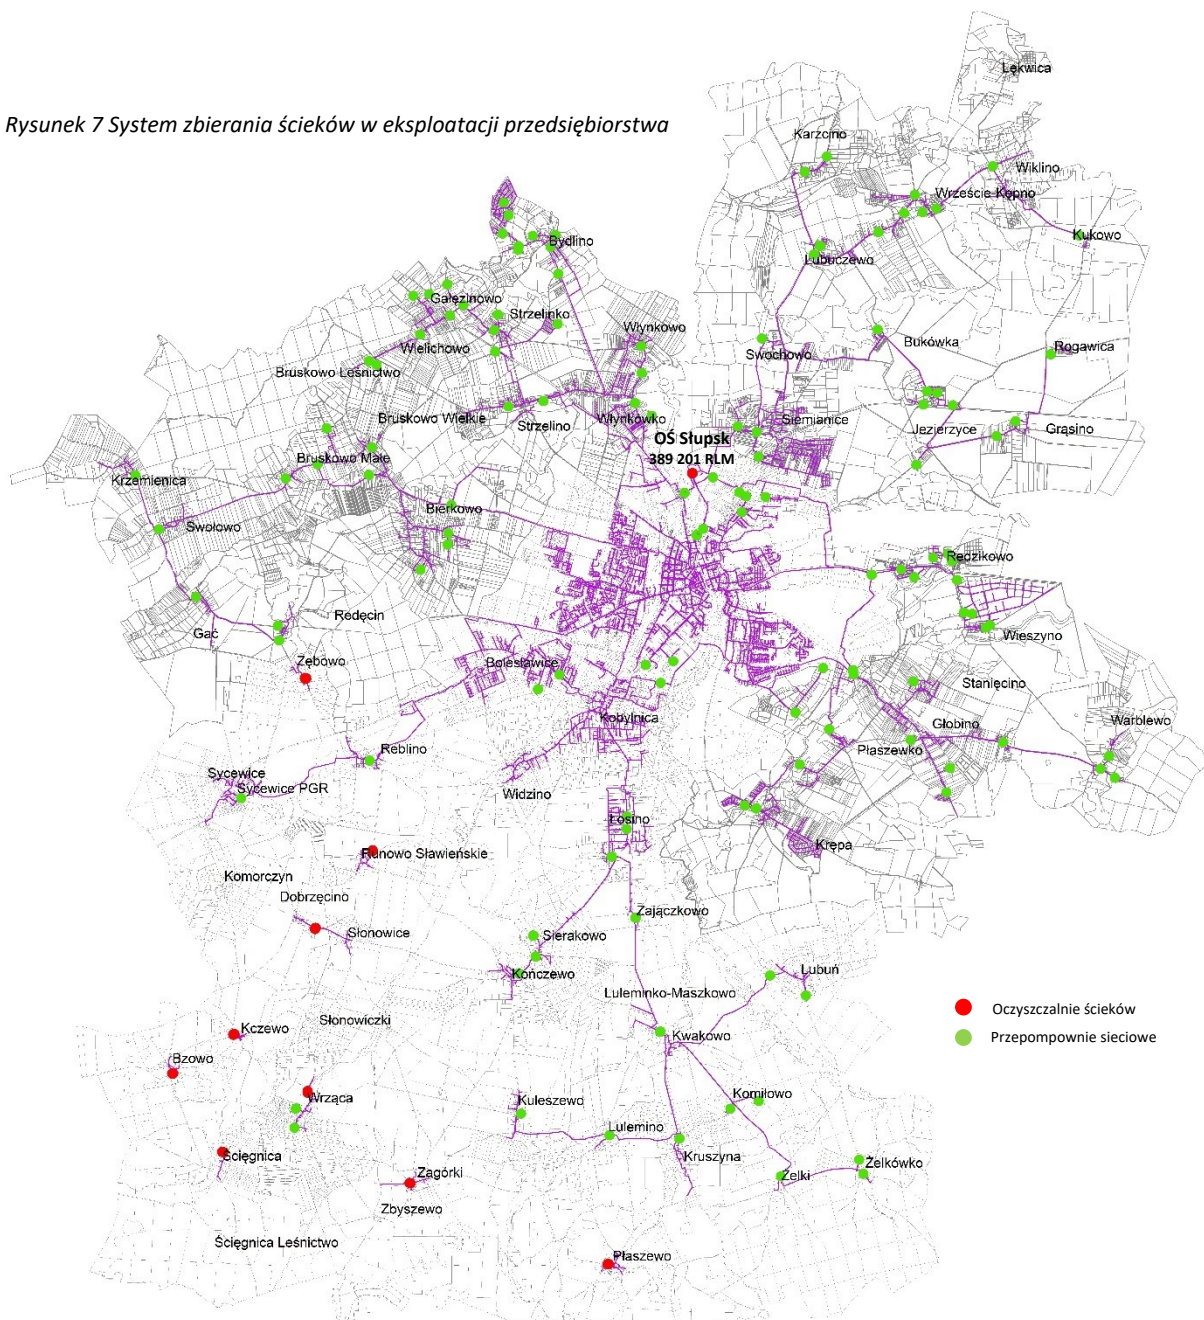 Lękwica
Rysunek 7 System zbierania ścieków w eksploatacji przedsiębiorstwa
Karzcino
Wiklino
Wrzeście Kępno
Kukowo
Bydlino
Lubuczewo
Gałęzinowo
Strzelinko
Włynkowo
Wielichowo
Swochowo
Bukówka
Rogawica
Bruskowo Leśnictwo
Bruskowo Wielkie
Strzelino
Włynkówko
Siemianice
Jezierzyce
Grąsino
OŚ Słupsk
389 201 RLM
Bruskowo Małe
Krzemienica
Swołowo
Bierkowo
Redzikowo
Redęcin
Gać
Wieszyno
Zębowo
Bolesławice
Stanięcino
Kobylnica
Głobino
Warblewo
Reblino
Płaszewko
Sycewice
Sycewice PGR
Widzino
Łosino
Krępa
Runowo Sławieńskie
Komorczyn
Dobrzęcino
Zajączkowo
Słonowice
Sierakowo
Kończewo
Lubuń
Luleminko-Maszkowo
Słonowiczki
Kczewo
Kwakowo
Oczyszczalnie ścieków
Przepompownie sieciowe
Bzowo
Wrząca
Kuleszewo
Komiłowo
Lulemino
Kruszyna
Ścięgnica
Zagórki
Żelki
Żelkówko
Zbyszewo
Ścięgnica Leśnictwo
Płaszewo